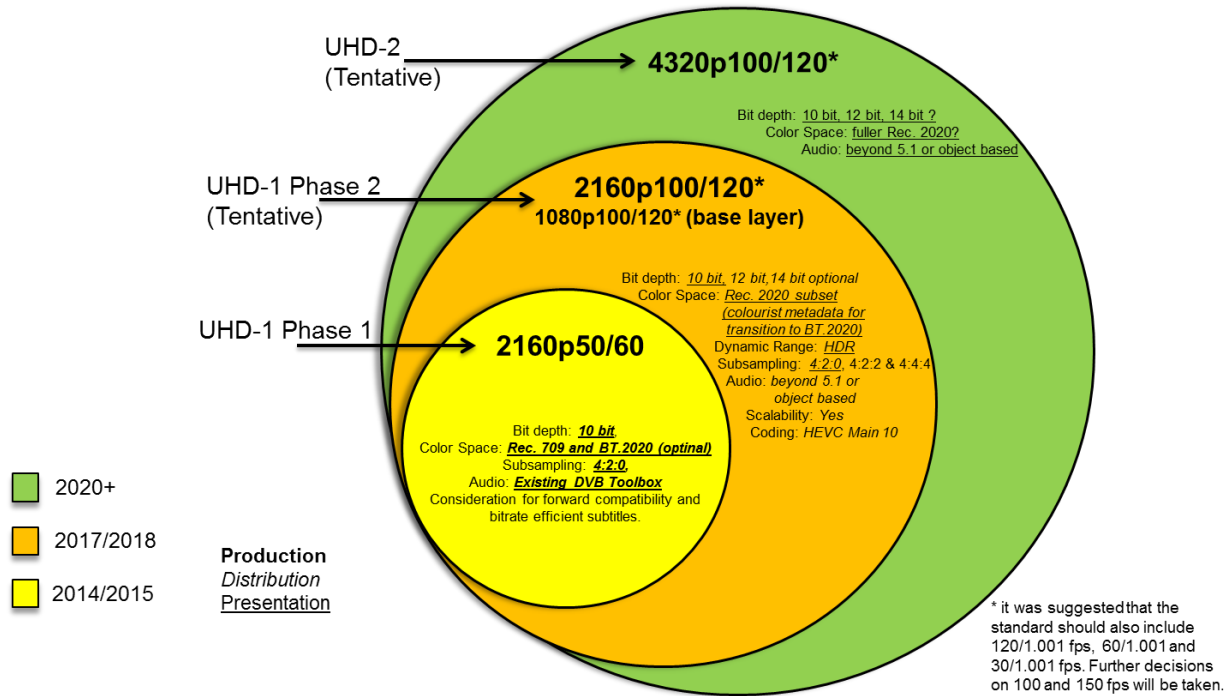 UHD-2
(Tentative)
4320p100/120*
Bit depth: 10 bit, 12 bit, 14 bit ?
Color Space: fuller Rec. 2020?
Audio: beyond 5.1 or object based
UHD-1 Phase 2
(Tentative)
2160p100/120*
1080p100/120* (base layer)
Bit depth: 10 bit, 12 bit,14 bit optional
Color Space: Rec. 2020 subset
(colourist metadata for
transition to BT.2020)
Dynamic Range: HDR
Subsampling: 4:2:0, 4:2:2 & 4:4:4
Audio: beyond 5.1 or
object based
Scalability: Yes
Coding: HEVC Main 10
UHD-1 Phase 1
2160p50/60
Bit depth: 10 bit,
Color Space: Rec. 709 and BT.2020 (optinal)
Subsampling: 4:2:0,
Audio: Existing DVB Toolbox
Consideration for forward compatibility and
bitrate efficient subtitles.
2020+
2017/2018
2014/2015
Production
Distribution
Presentation
* it was suggested that the
standard should also include
120/1.001 fps, 60/1.001 and
30/1.001 fps. Further decisions
on 100 and 150 fps will be taken.